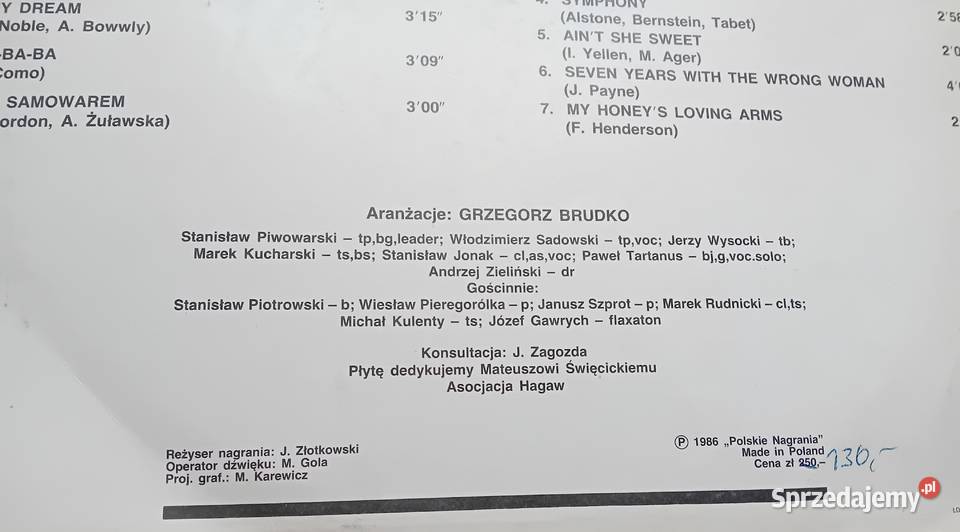 Y DREAM
Noble, A. Bowwly) 3'15"
-BA-BA
Como) 3'09"
SAMOWAREM
ordon, A. Żuławska) 3'00"
4. SYMPHONY
(Alstone, Bernstein, Tabet) 2'58
5. AIN'T SHE SWEET
(I. Yellen, M. Ager) 2'0
6. SEVEN YEARS WITH THE WRONG WOMAN
(J. Payne)
7. MY HONEY'S LOVING ARMS
(F. Henderson) 2
Aranżacje: GRZEGORZ BRUDKO
Stanisław Piwowarski – tp,bg,leader; Włodzimierz Sadowski – tp,voc; Jerzy Wysocki – tb;
Marek Kucharski – ts,bs; Stanisław Jonak – cl,as,voc; Paweł Tartanus – bj,g,voc.solo;
Andrzej Zieliński – dr
Gościnnie:
Stanisław Piotrowski – b; Wiesław Pieregorólka – p; Janusz Szprot – p; Marek Rudnicki – cl,ts;
Michał Kulenty – ts; Józef Gawrych – flaxaton
Konsultacja: J. Zagozda
Płytę dedykujemy Mateuszowi Święcickiemu
Asocjacja Hagaw
Reżyser nagrania: J. Złotkowski
Operator dźwięku: M. Gola
Proj. graf.: M. Karewicz
Ⓟ 1986 „Polskie Nagrania"
Made in Poland
Cena zł 250,– 130,–
Sprzedajemy.pl